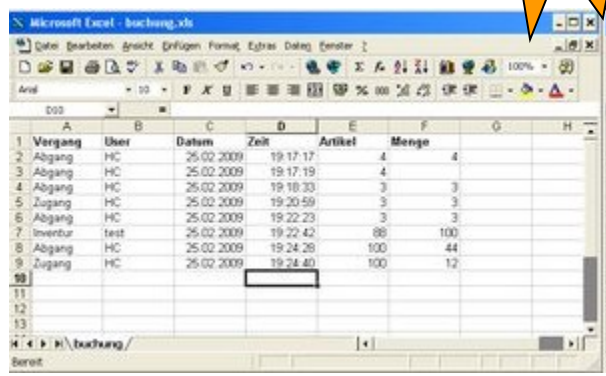 Microsoft Excel - buchung.xls
Datei Bearbeiten Ansicht Einfügen Format Extras Daten Fenster ?
100%
Arial 10 F K U
D10
A B C D E F G H
1 Vorgang User Datum Zeit Artikel Menge
2 Abgang HC 25.02.2009 19:17:17 4 4
3 Abgang HC 25.02.2009 19:17:19 4
4 Abgang HC 25.02.2009 19:18:33 3 3
5 Zugang HC 25.02.2009 19:20:59 3 3
6 Abgang HC 25.02.2009 19:22:23 3 3
7 Inventur test 25.02.2009 19:22:42 88 100
8 Abgang HC 25.02.2009 19:24:28 100 44
9 Zugang HC 25.02.2009 19:24:40 100 12
10
11
12
13
buchung
Bereit